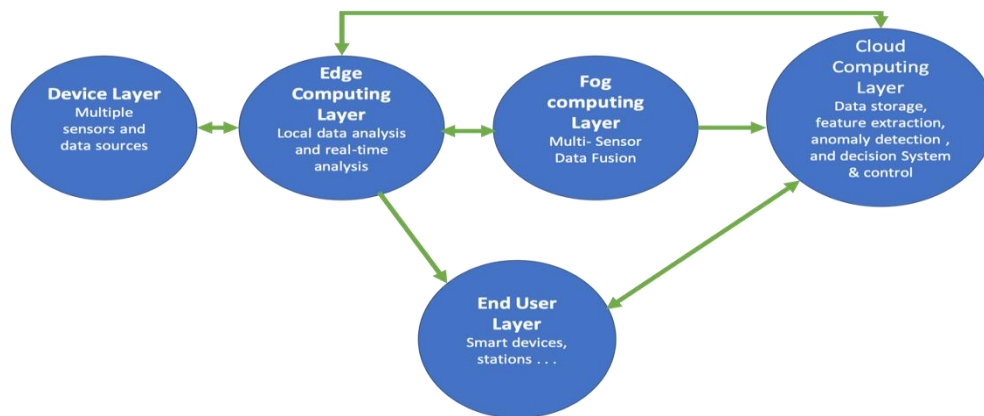 Device Layer
Multiple
sensors and
data sources
Edge
Computing
Layer
Local data analysis
and real-time
analysis
Fog
computing
Layer
Multi- Sensor
Data Fusion
Cloud
Computing
Layer
Data storage,
feature extraction,
anomaly detection ,
and decision System
& control
End User
Layer
Smart devices,
stations . . .